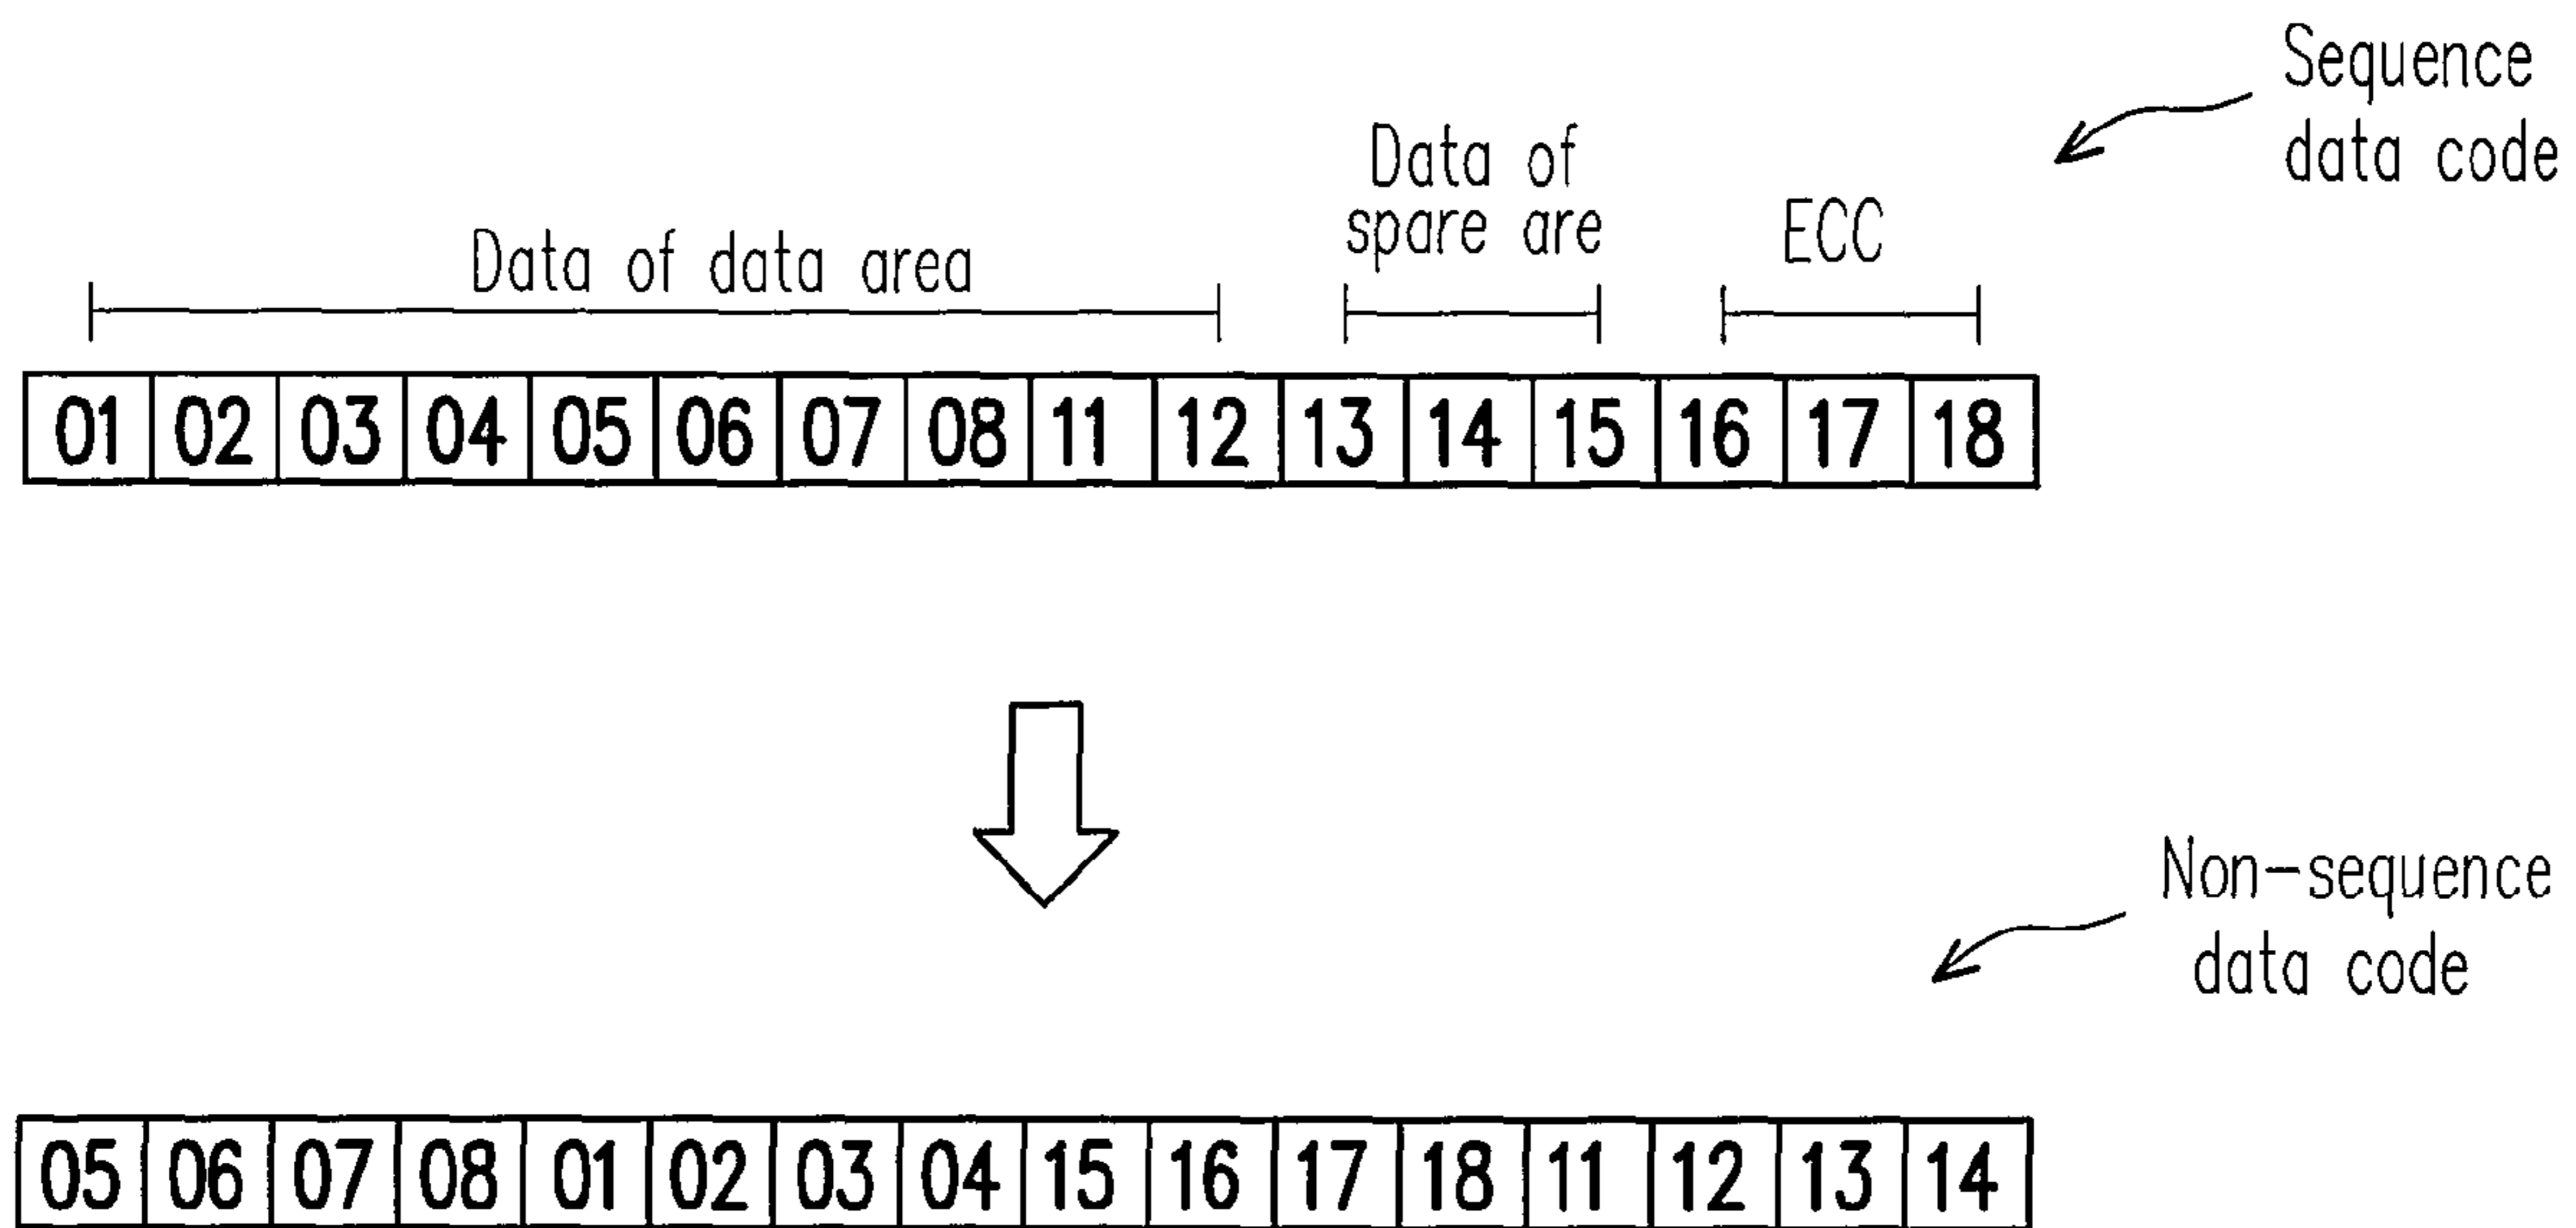 Sequence
data code
Data of
spare are
ECC
Data of data area
01 02 03 04 05 06 07 08 11 12 13 14 15 16 17 18
Non-sequence
data code
05 06 07 08 01 02 03 04 15 16 17 18 11 12 13 14